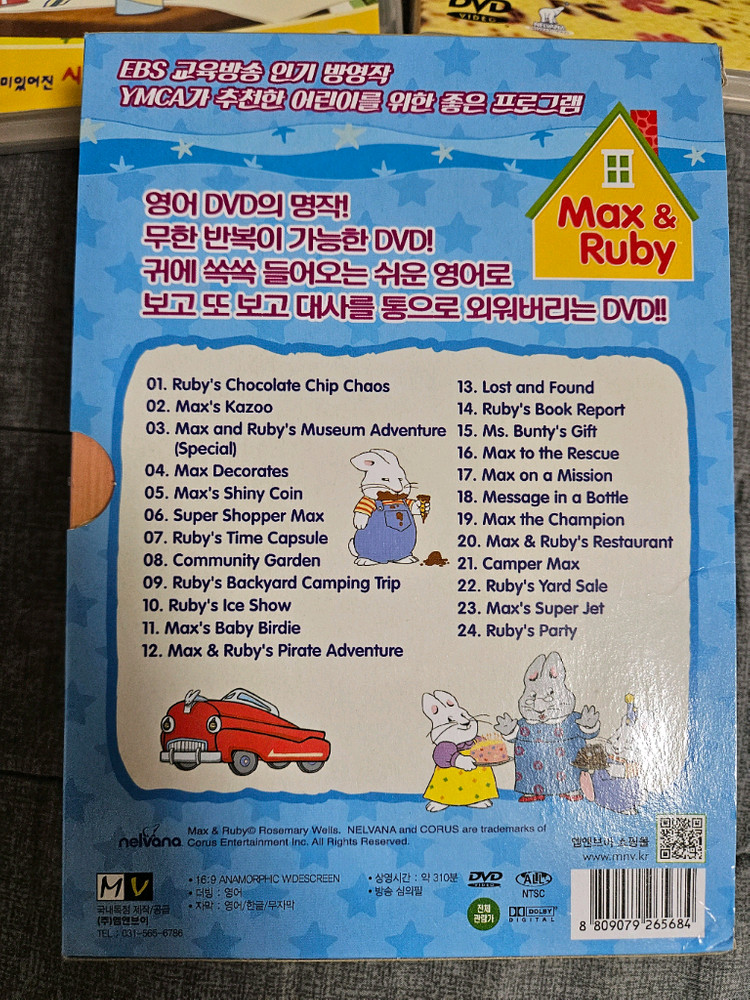 DVD
VIDEO
미있어진
EBS 교육방송 인기 방영작
YMCA가 추천한 어린이를 위한 좋은 프로그램
영어 DVD의 명작!
무한 반복이 가능한 DVD!
귀에 쏙쏙 들어오는 쉬운 영어로
보고 또 보고 대사를 통으로 외워버리는 DVD!!
Max &
Ruby
01. Ruby's Chocolate Chip Chaos
02. Max's Kazoo
03. Max and Ruby's Museum Adventure
(Special)
04. Max Decorates
05. Max's Shiny Coin
06. Super Shopper Max
07. Ruby's Time Capsule
08. Community Garden
09. Ruby's Backyard Camping Trip
10. Ruby's Ice Show
11. Max's Baby Birdie
12. Max & Ruby's Pirate Adventure
13. Lost and Found
14. Ruby's Book Report
15. Ms. Bunty's Gift
16. Max to the Rescue
17. Max on a Mission
18. Message in a Bottle
19. Max the Champion
20. Max & Ruby's Restaurant
21. Camper Max
22. Ruby's Yard Sale
23. Max's Super Jet
24. Ruby's Party
nelvana
Max & Ruby© Rosemary Wells. NELVANA and CORUS are trademarks of
Corus Entertainment Inc. All Rights Reserved.
엠엔브이 쇼핑몰
www.mnv.kr
MV
국내독점 제작/공급
(주)엠엔브이
TEL : 031-565-6786
• 16:9 ANAMORPHIC WIDESCREEN
• 더빙 : 영어
• 자막 : 영어/한글/무자막
• 상영시간 : 약 310분
• 방송 심의필
DVD
VIDEO
ALL
NTSC
전체
관람가
DOLBY
DIGITAL
8 809079 265684